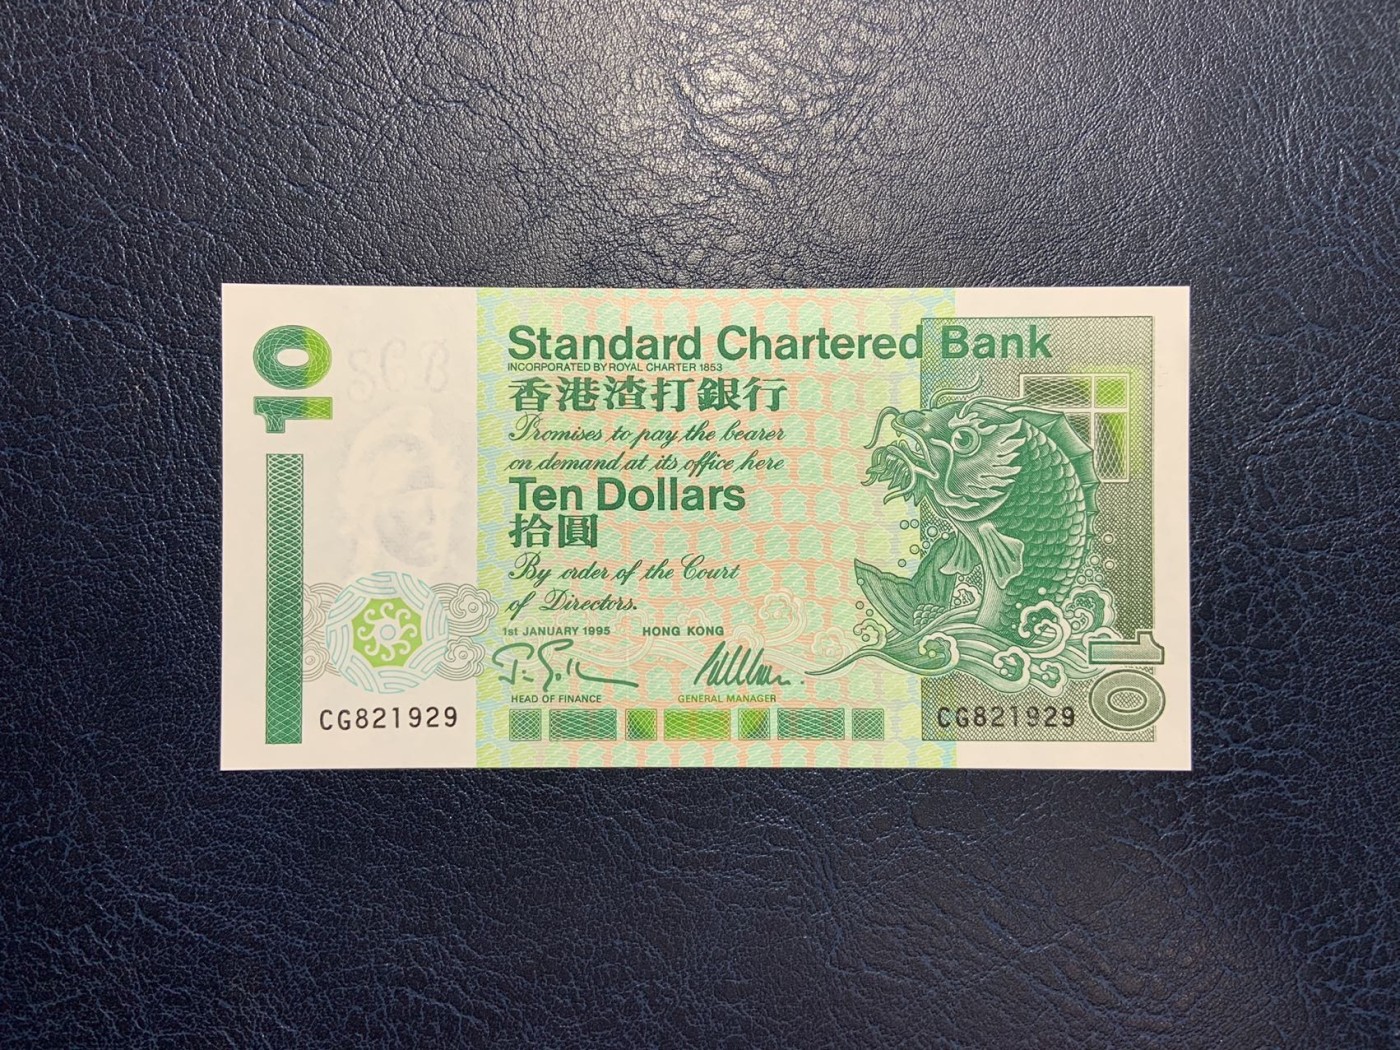 10
SCB
Standard Chartered Bank
INCORPORATED BY ROYAL CHARTER 1853
香港渣打銀行
Promises to pay the bearer
on demand at its office here
Ten Dollars
拾圓
By order of the Court
of Directors.
1st JANUARY 1995 HONG KONG
HEAD OF FINANCE GENERAL MANAGER
CG821929 CG821929
10